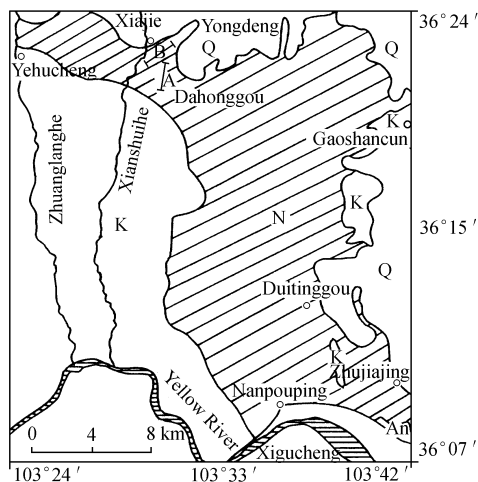 Xiajie
Yongdeng
36°24′
B
Q
Q
Yehucheng
A
Dahonggou
K
Gaoshancun
Zhuanglanghe
Xianshuihe
K
K
N
36°15′
Q
Duitinggou
K
Zhujiajing
Yellow River
Nanpouping
An
0 4 8 km
Xigucheng
36°07′
103°24′ 103°33′ 103°42′